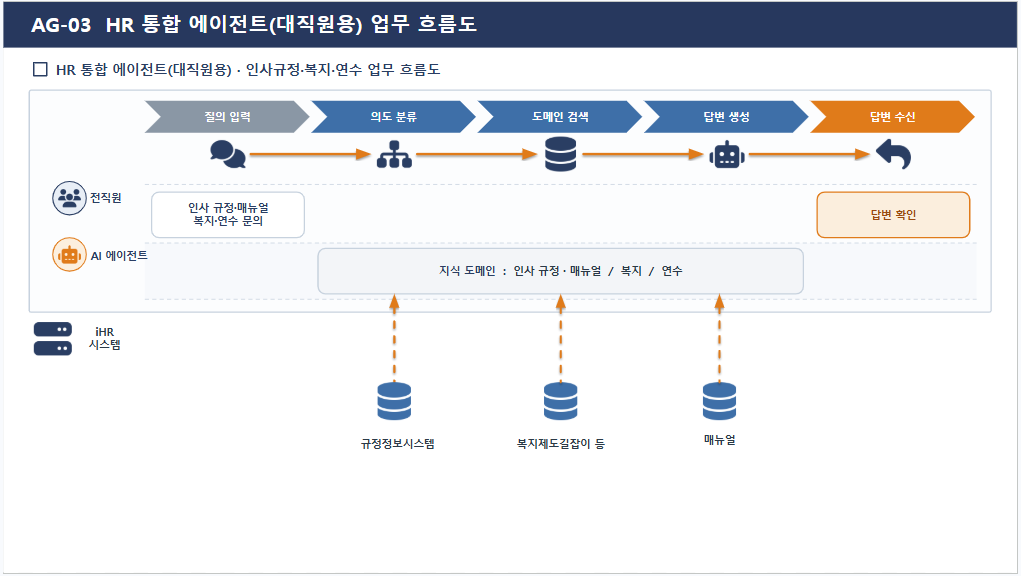 AG-03 HR 통합 에이전트(대직원용) 업무 흐름도
HR 통합 에이전트(대직원용) · 인사규정·복지·연수 업무 흐름도
질의 입력
의도 분류
도메인 검색
답변 생성
답변 수신
전직원
인사 규정·매뉴얼
복지·연수 문의
답변 확인
AI 에이전트
지식 도메인 : 인사 규정 · 매뉴얼 / 복지 / 연수
iHR
시스템
규정정보시스템
복지제도길잡이 등
매뉴얼